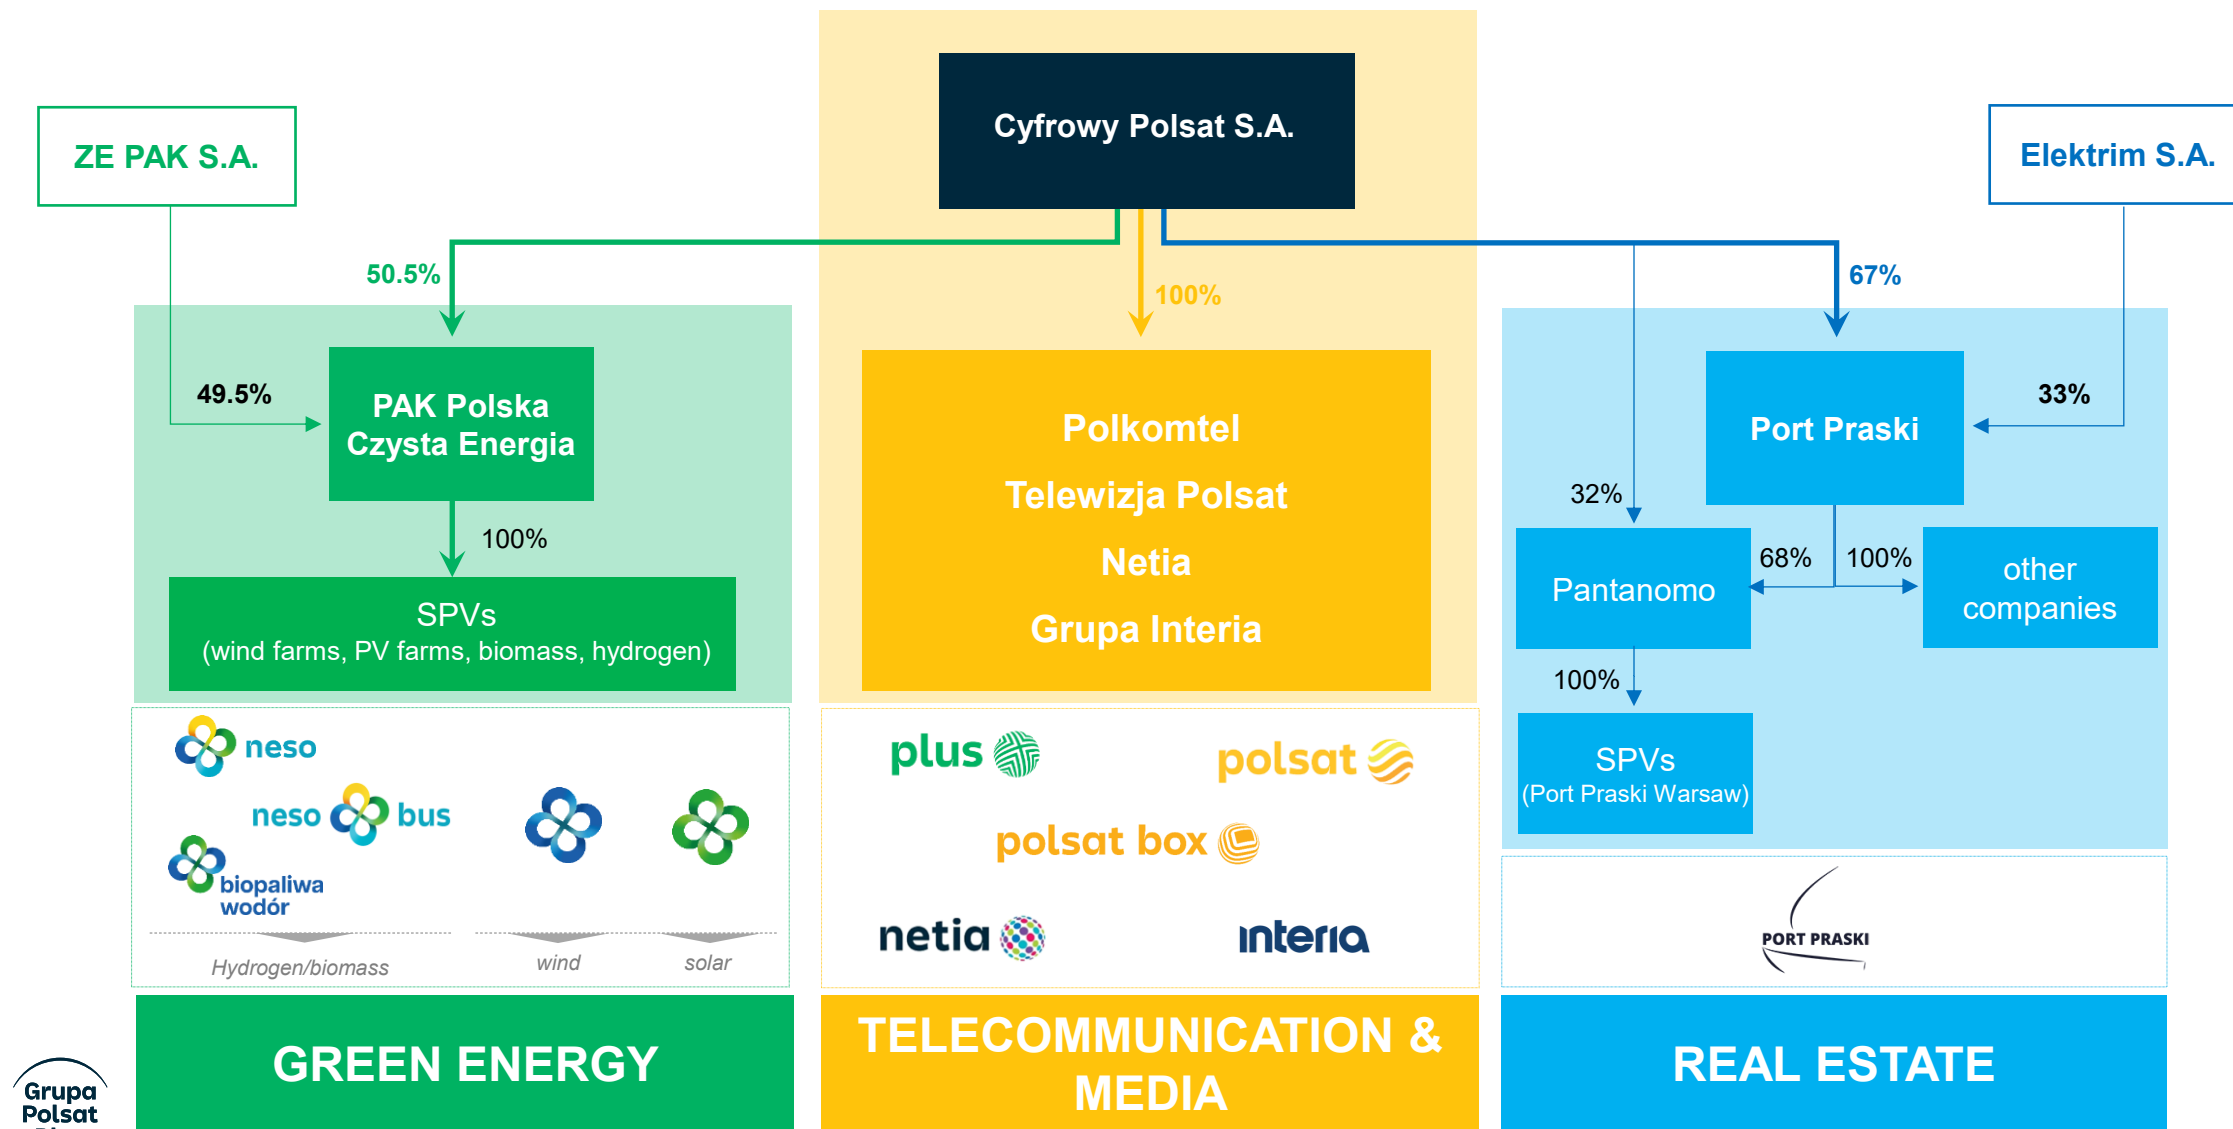 Cyfrowy Polsat S.A.
ZE PAK S.A.
Elektrim S.A.
50.5%
100%
67%
49.5%
PAK Polska
Czysta Energia
100%
SPVs
(wind farms, PV farms, biomass, hydrogen)
Polkomtel
Telewizja Polsat
Netia
Grupa Interia
Port Praski
33%
32%
68%
100%
Pantanomo
other
companies
100%
SPVs
(Port Praski Warsaw)
neso
neso bus
biopaliwa
wodór
Hydrogen/biomass
wind
solar
plus
polsat
polsat box
netia
interia
PORT PRASKI
GREEN ENERGY
TELECOMMUNICATION &
MEDIA
REAL ESTATE
Grupa
Polsat